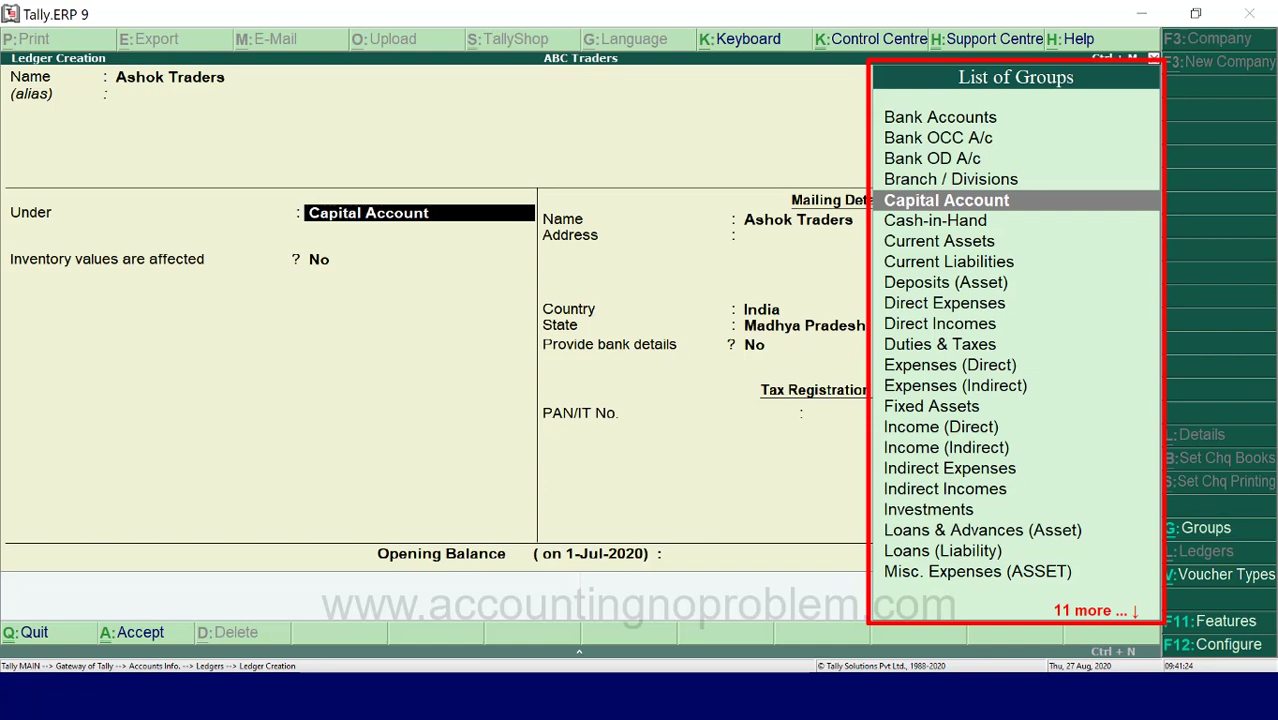 Tally.ERP 9
P:Print E:Export M:E-Mail O:Upload S:TallyShop G:Language K:Keyboard K:Control Centre H:Support Centre H:Help F3:Company
Ledger Creation ABC Traders Ctrl + M
F3:New Company
Name : Ashok Traders
(alias) :
List of Groups
Bank Accounts
Bank OCC A/c
Bank OD A/c
Branch / Divisions
Capital Account
Cash-in-Hand
Current Assets
Current Liabilities
Deposits (Asset)
Direct Expenses
Direct Incomes
Duties & Taxes
Expenses (Direct)
Expenses (Indirect)
Fixed Assets
Income (Direct)
Income (Indirect)
Indirect Expenses
Indirect Incomes
Investments
Loans & Advances (Asset)
Loans (Liability)
Misc. Expenses (ASSET)
11 more ... ↓
Under : Capital Account
Inventory values are affected ? No
Mailing Deta
Name : Ashok Traders
Address :
Country : India
State : Madhya Pradesh
Provide bank details ? No
Tax Registration
PAN/IT No. :
Opening Balance ( on 1-Jul-2020) :
L:Details
B:Set Chq Books
S:Set Chq Printing
G:Groups
L:Ledgers
V:Voucher Types
F11:Features
F12:Configure
www.accountingnoproblem.com
Q:Quit A:Accept D:Delete
Ctrl + N
Tally MAIN --> Gateway of Tally --> Accounts Info. --> Ledgers --> Ledger Creation © Tally Solutions Pvt Ltd., 1988-2020 Thu, 27 Aug, 2020 09:41:24